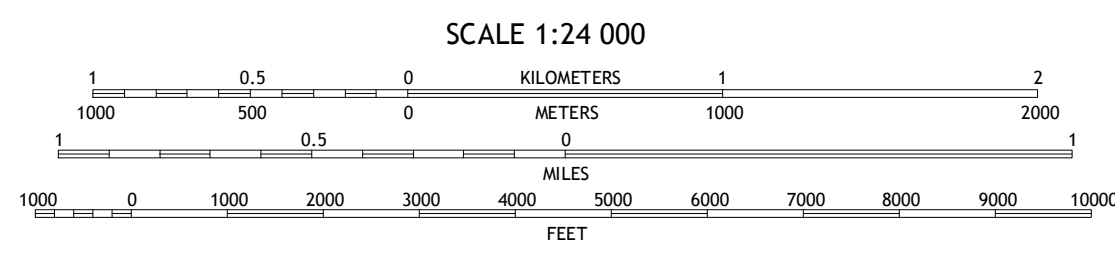 SCALE 1:24 000
1 0.5 0 KILOMETERS 1 2
1000 500 0 METERS 1000 2000
1 0.5 0 1
MILES
1000 0 1000 2000 3000 4000 5000 6000 7000 8000 9000 10000
FEET